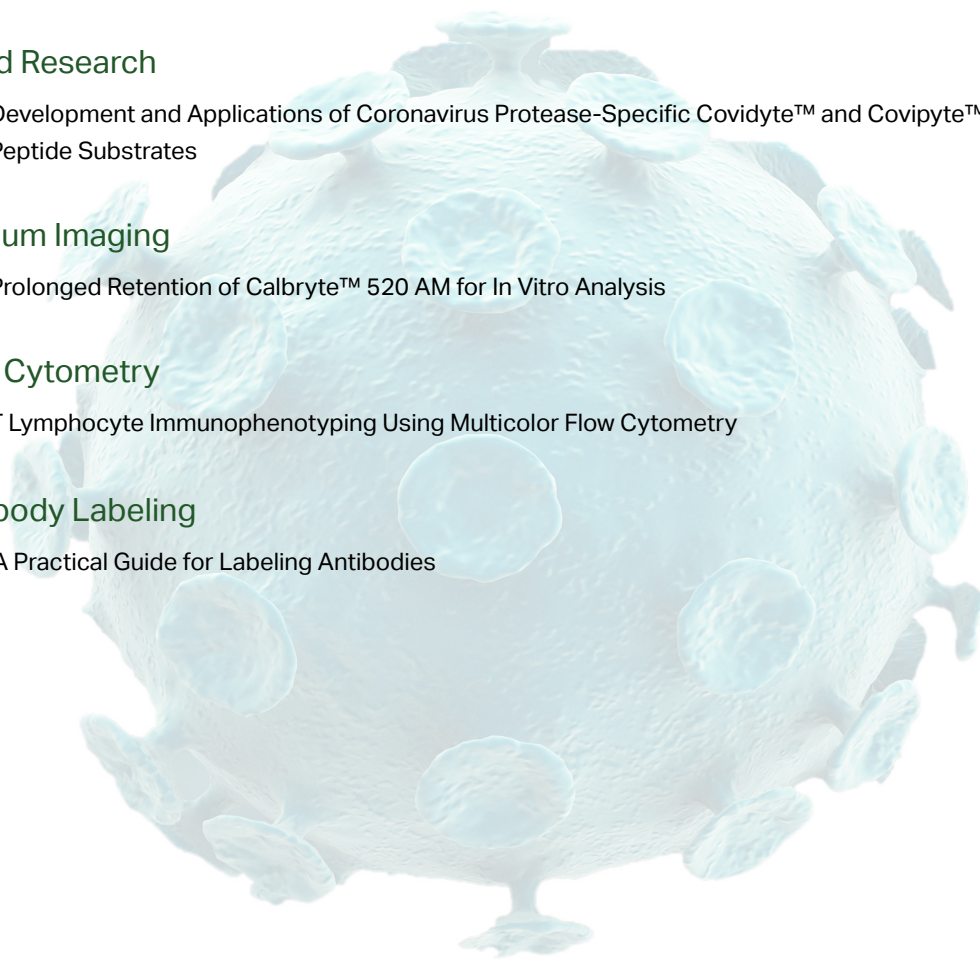 d Research
Development and Applications of Coronavirus Protease-Specific Covidyte™ and Covipyte™
Peptide Substrates
um Imaging
Prolonged Retention of Calbryte™ 520 AM for In Vitro Analysis
Cytometry
T Lymphocyte Immunophenotyping Using Multicolor Flow Cytometry
body Labeling
A Practical Guide for Labeling Antibodies